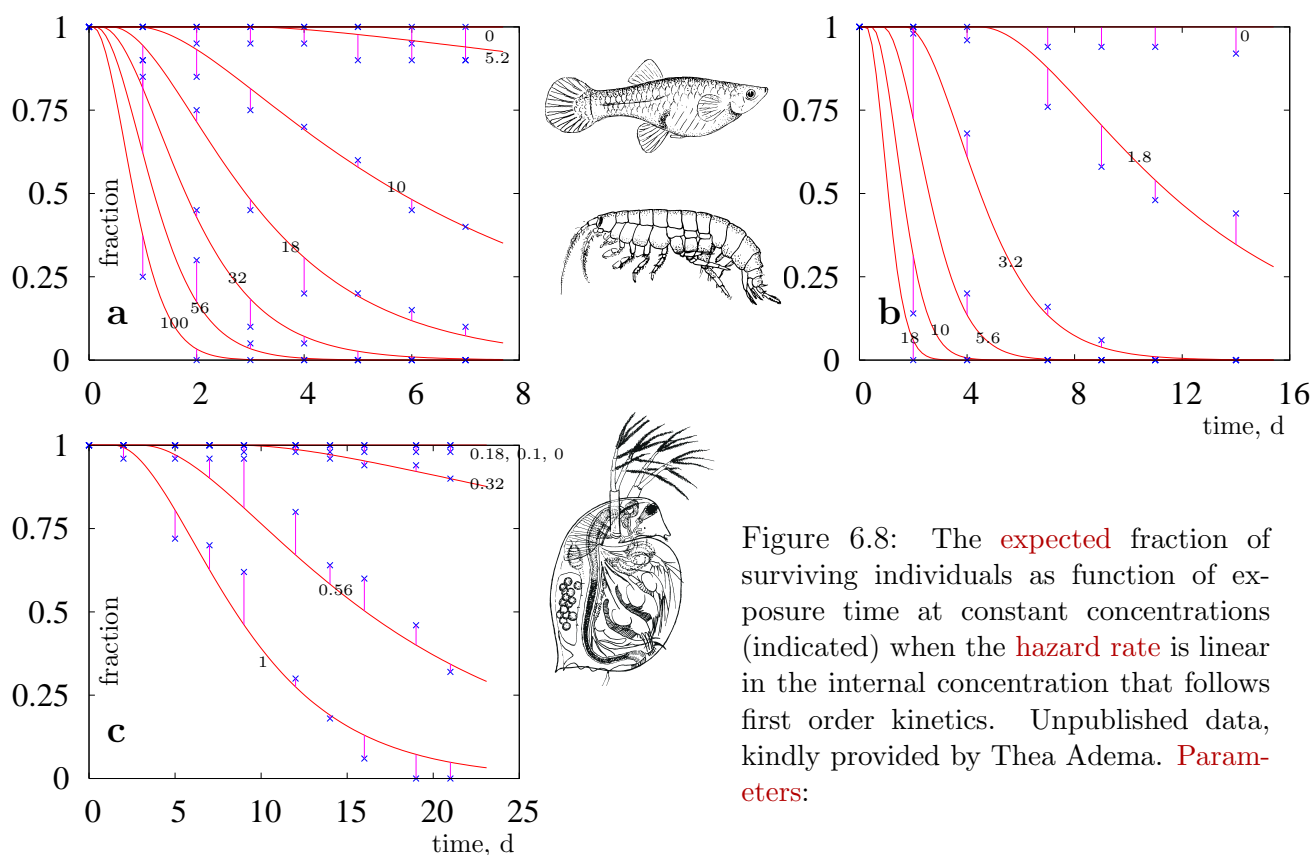 1
0.75
0.5
0.25
0
fraction
a
0
5.2
10
18
32
56
100
0 2 4 6 8
1
0.75
0.5
0.25
0
b
0
1.8
3.2
5.6
10
18
0 4 8 12 16
time, d
1
0.75
0.5
0.25
0
fraction
c
0.18, 0.1, 0
0.32
0.56
1
0 5 10 15 20 25
time, d
Figure 6.8: The expected fraction of
surviving individuals as function of ex-
posure time at constant concentrations
(indicated) when the hazard rate is linear
in the internal concentration that follows
first order kinetics. Unpublished data,
kindly provided by Thea Adema. Param-
eters: